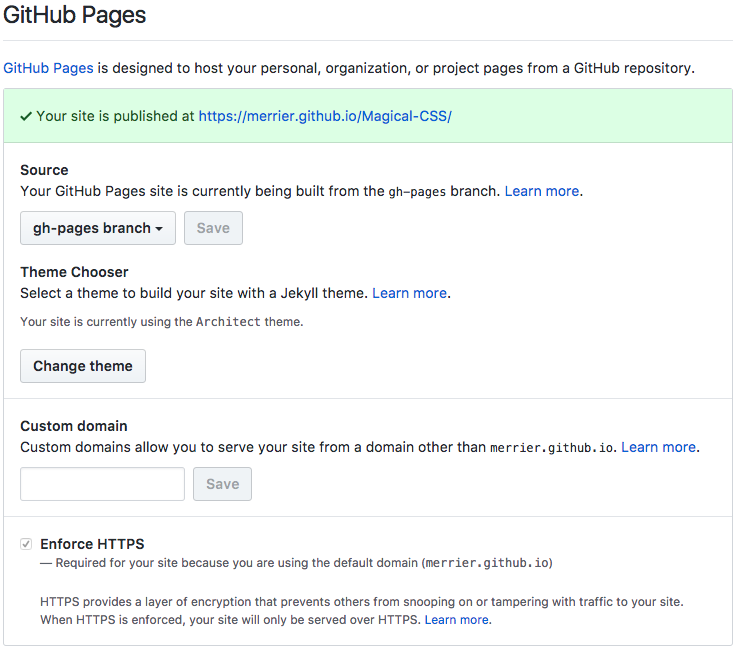 GitHub Pages
GitHub Pages is designed to host your personal, organization, or project pages from a GitHub repository.
Your site is published at https://merrier.github.io/Magical-CSS/
Source
Your GitHub Pages site is currently being built from the gh-pages branch. Learn more.
gh-pages branch
Save
Theme Chooser
Select a theme to build your site with a Jekyll theme. Learn more.
Your site is currently using the Architect theme.
Change theme
Custom domain
Custom domains allow you to serve your site from a domain other than merrier.github.io. Learn more.
Save
Enforce HTTPS
— Required for your site because you are using the default domain (merrier.github.io)
HTTPS provides a layer of encryption that prevents others from snooping on or tampering with traffic to your site.
When HTTPS is enforced, your site will only be served over HTTPS. Learn more.